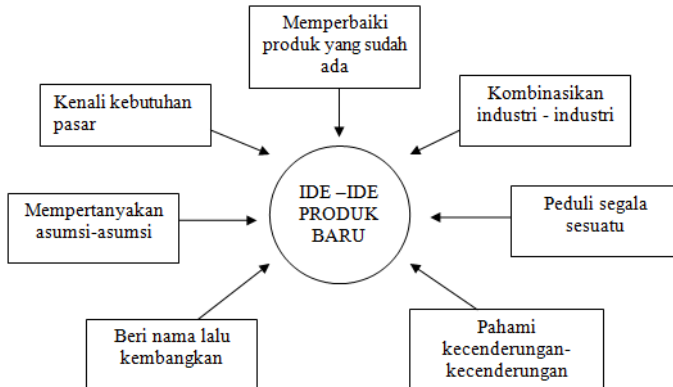 Memperbaiki
produk yang sudah
ada
Kenali kebutuhan
pasar
Kombinasikan
industri - industri
IDE –IDE
PRODUK
BARU
Mempertanyakan
asumsi-asumsi
Peduli segala
sesuatu
Beri nama lalu
kembangkan
Pahami
kecenderungan-
kecenderungan